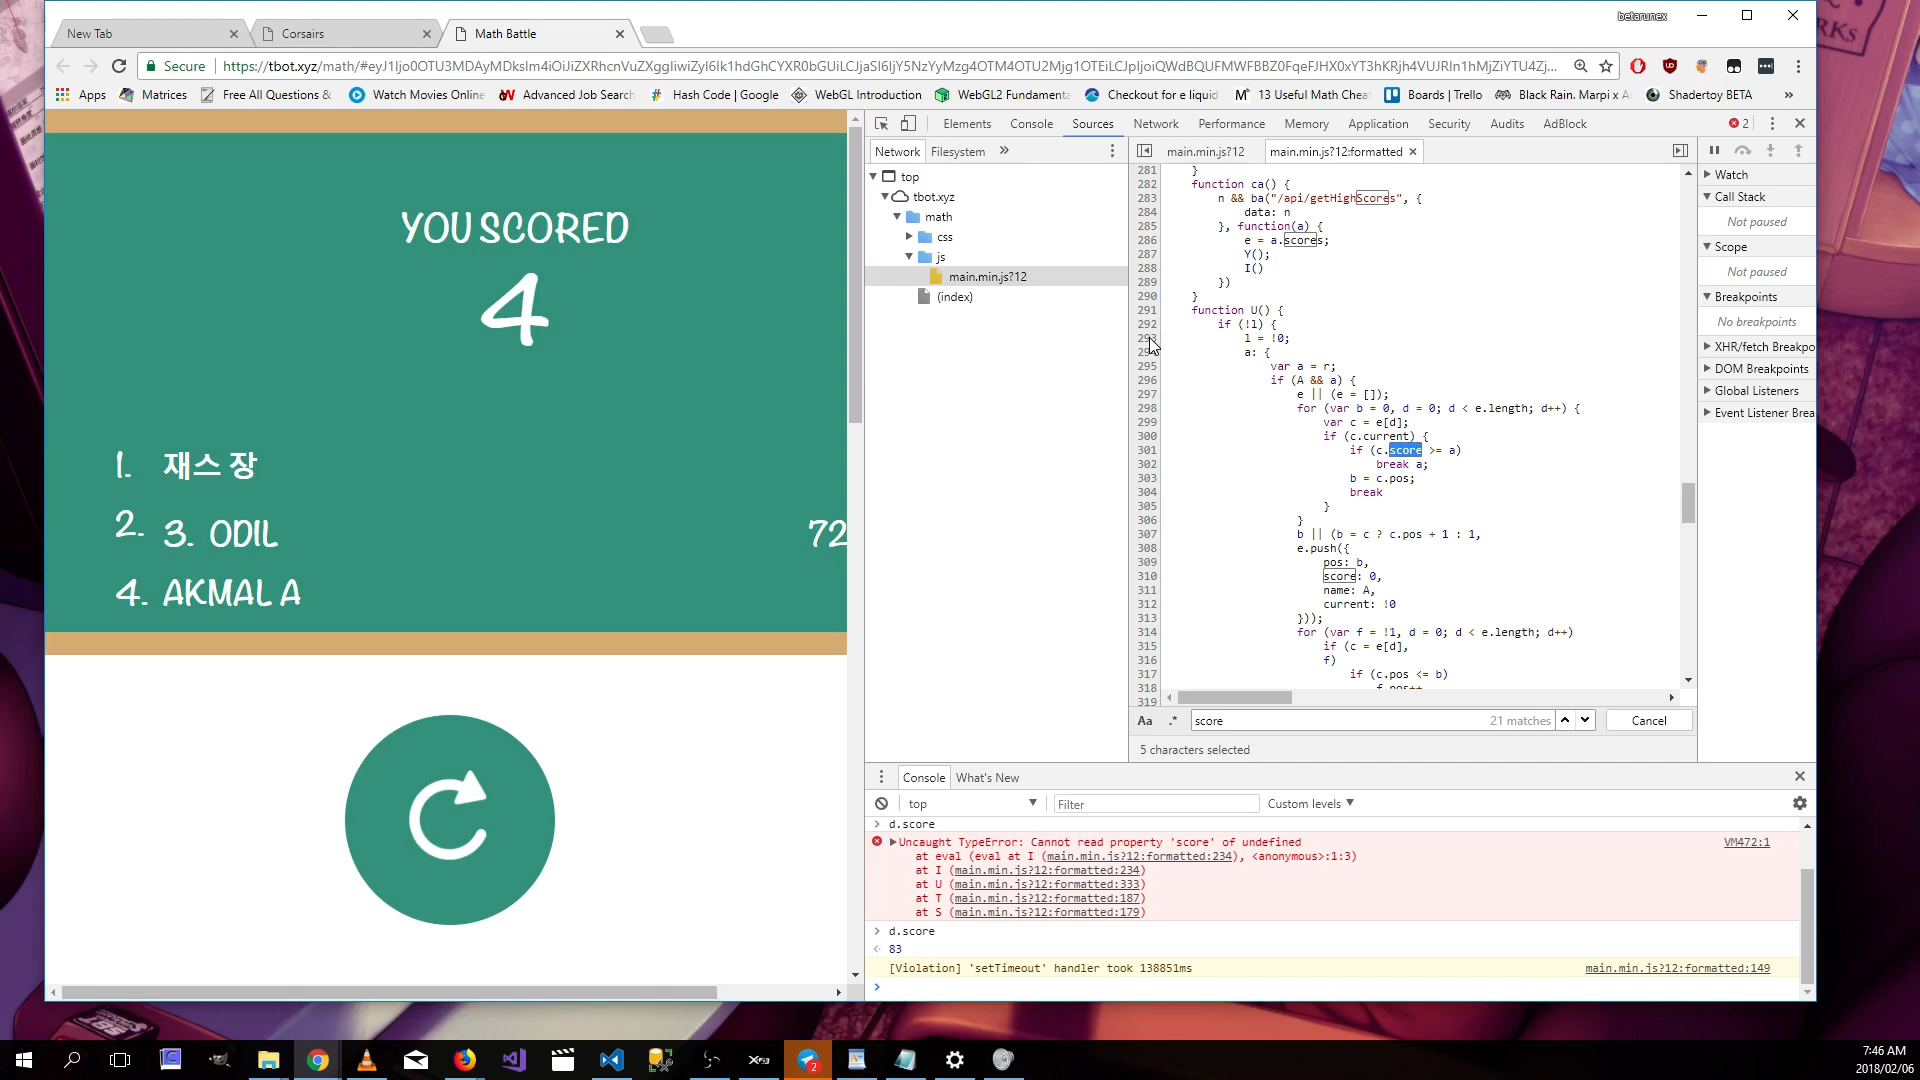 betarunex
New Tab
Corsairs
Math Battle
Secure
Apps
Matrices
Free All Questions &
Watch Movies Online
Advanced Job Search
Hash Code | Google
WebGL Introduction
WebGL2 Fundamenta
Checkout for e liquid
13 Useful Math Chea
Boards | Trello
Black Rain. Marpi x A
Shadertoy BETA
»
YOU SCORED
4
1. 재스 장
2. 3. ODIL 72
4. AKMAL A
Elements
Console
Sources
Network
Performance
Memory
Application
Security
Audits
AdBlock
2
Network
Filesystem
»
top
tbot.xyz
math
css
js
main.min.js?12
(index)
main.min.js?12
main.min.js?12:formatted
281 }
282 function ca() {
283 n && ba("/api/getHighScores", {
284 data: n
285 }, function(a) {
286 e = a.scores;
287 Y();
288 I()
289 })
290 }
291 function U() {
292 if (!l) {
293 l = !0;
a: {
295 var a = r;
296 if (A && a) {
297 e || (e = []);
298 for (var b = 0, d = 0; d < e.length; d++) {
299 var c = e[d];
300 if (c.current) {
301 if (c.score >= a)
302 break a;
303 b = c.pos;
304 break
305 }
306 }
307 b || (b = c ? c.pos + 1 : 1,
308 e.push({
309 pos: b,
310 score: 0,
311 name: A,
312 current: !0
313 }));
314 for (var f = !1, d = 0; d < e.length; d++)
315 if (c = e[d],
316 f)
317 if (c.pos <= b)
318
319
Aa
.*
score
21 matches
Cancel
5 characters selected
Watch
Call Stack
Not paused
Scope
Not paused
Breakpoints
No breakpoints
XHR/fetch Breakpo
DOM Breakpoints
Global Listeners
Event Listener Brea
Console
What's New
top
Filter
Custom levels
> d.score
Uncaught TypeError: Cannot read property 'score' of undefined VM472:1
at eval (eval at I (main.min.js?12:formatted:234), <anonymous>:1:3)
at I (main.min.js?12:formatted:234)
at U (main.min.js?12:formatted:333)
at T (main.min.js?12:formatted:187)
at S (main.min.js?12:formatted:179)
> d.score
83
[Violation] 'setTimeout' handler took 138851ms main.min.js?12:formatted:149
>
2
7:46 AM
2018/02/06